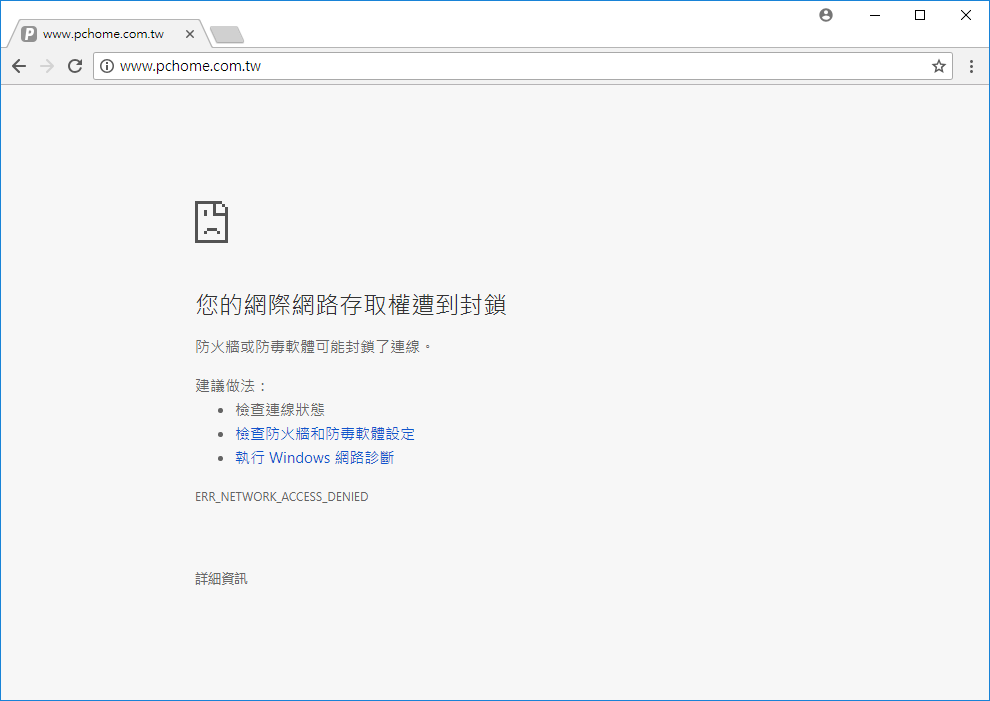 www.pchome.com.tw
www.pchome.com.tw
您的網際網路存取權遭到封鎖
防火牆或防毒軟體可能封鎖了連線。
建議做法：
檢查連線狀態
檢查防火牆和防毒軟體設定
執行 Windows 網路診斷
ERR_NETWORK_ACCESS_DENIED
詳細資訊